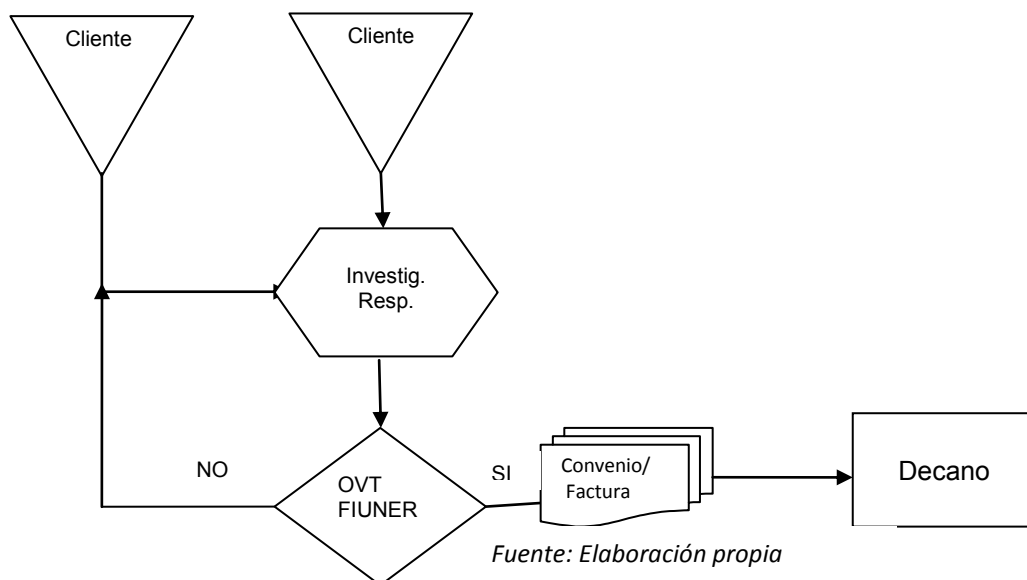 Cliente
Cliente
Investig.
Resp.
NO
OVT
FIUNER
SI
Convenio/
Factura
Decano
Fuente: Elaboración propia